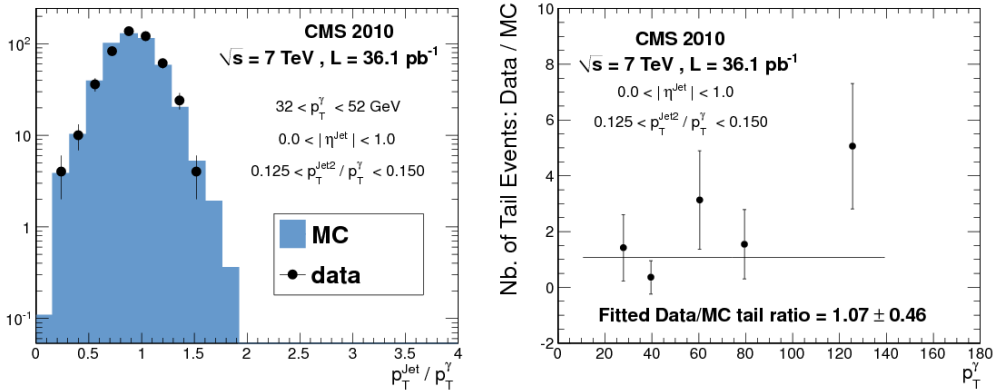 CMS 2010
√s = 7 TeV , L = 36.1 pb⁻¹
32 < p_T^γ < 52 GeV
0.0 < | η^Jet | < 1.0
0.125 < p_T^Jet2 / p_T^γ < 0.150
MC
data
10²
10
1
10⁻¹
0 0.5 1 1.5 2 2.5 3 3.5 4
p_T^Jet / p_T^γ
Nb. of Tail Events: Data / MC
10
8
6
4
2
0
-2
CMS 2010
√s = 7 TeV , L = 36.1 pb⁻¹
0.0 < | η^Jet | < 1.0
0.125 < p_T^Jet2 / p_T^γ < 0.150
Fitted Data/MC tail ratio = 1.07 ± 0.46
0 20 40 60 80 100 120 140 160 180
p_T^γ